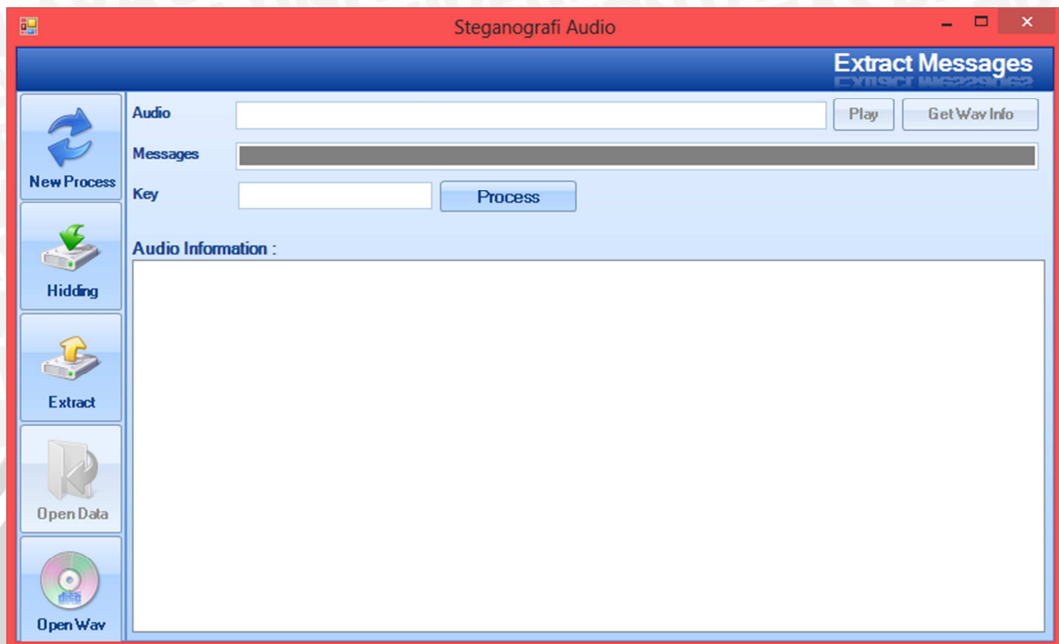 Steganografi Audio
Extract Messages
Audio
Play
Get Wav Info
Messages
Key
Process
Audio Information :
New Process
Hidding
Extract
Open Data
Open Wav